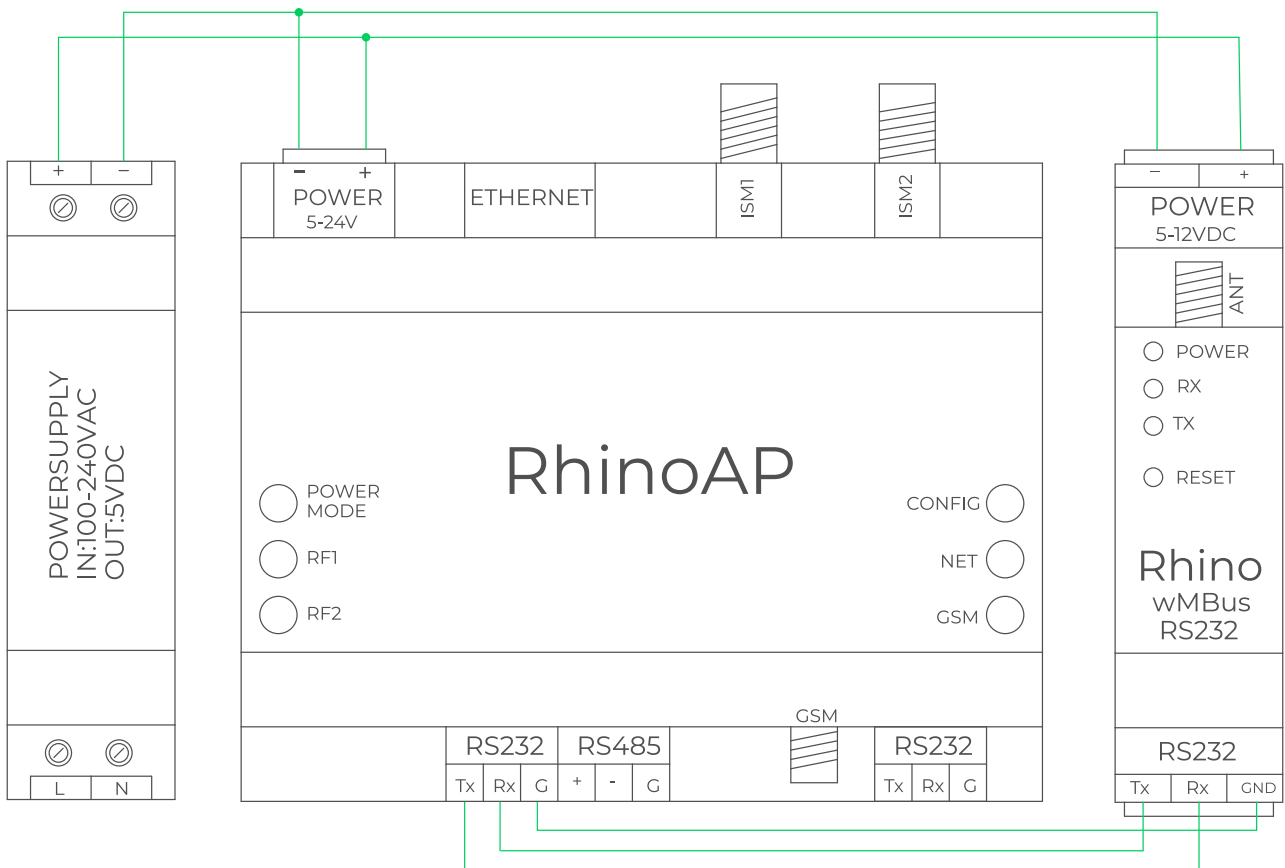 + −
POWERSUPPLY
IN:100-240VAC
OUT:5VDC
L N
- +
POWER
5-24V
ETHERNET
ISM1
ISM2
RhinoAP
POWER
MODE
RF1
RF2
CONFIG
NET
GSM
GSM
RS232 RS485
Tx Rx G + - G
RS232
Tx Rx G
− +
POWER
5-12VDC
ANT
POWER
RX
TX
RESET
Rhino
wMBus
RS232
RS232
Tx Rx GND